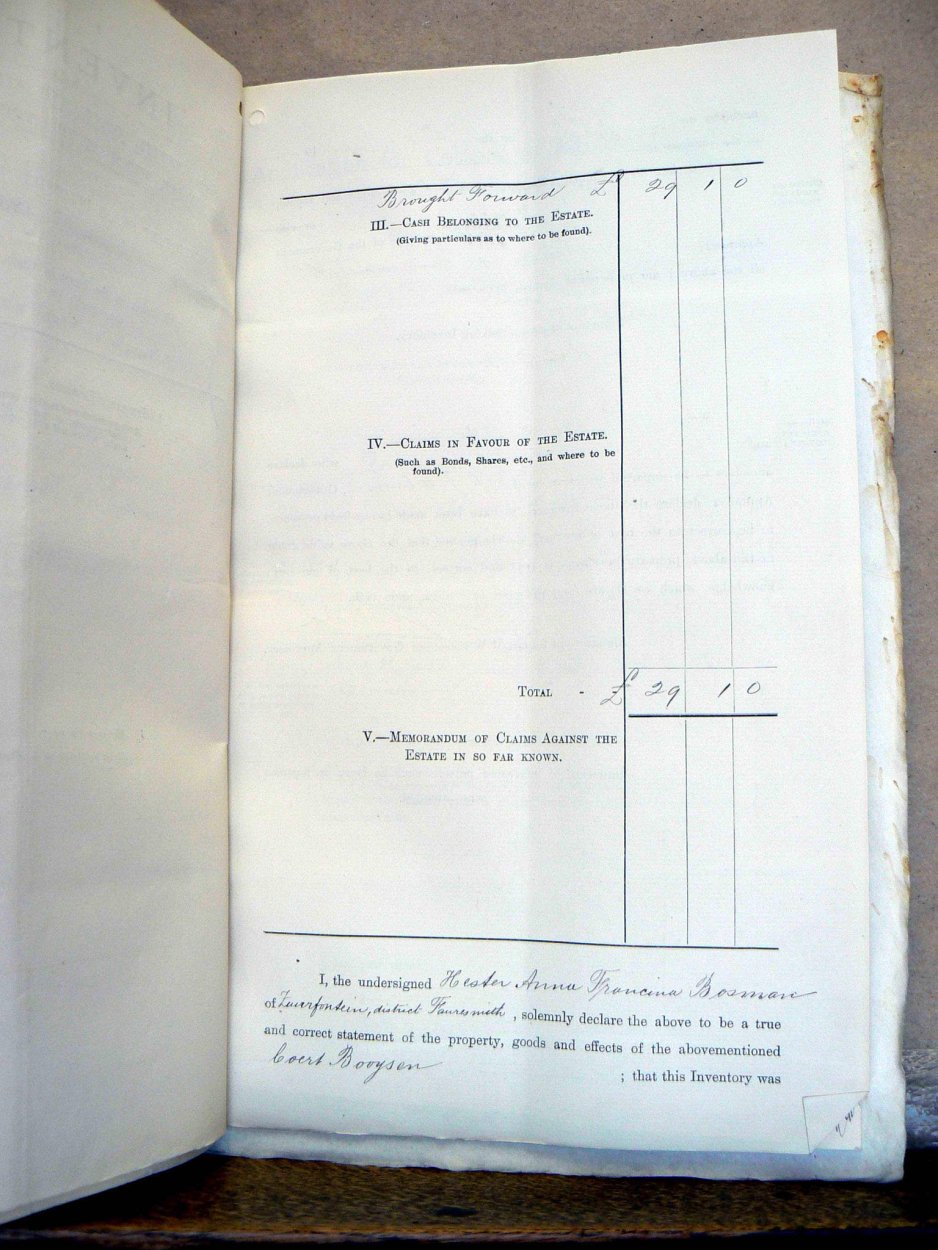 Brought Forward £ 29 1 0
III.—Cash Belonging to the Estate.
(Giving particulars as to where to be found).
IV.—Claims in Favour of the Estate.
(Such as Bonds, Shares, etc., and where to be
found).
Total - £ 29 1 0
V.—Memorandum of Claims Against the
Estate in so far known.
I, the undersigned Hester Anna Francina Bosman
of Zuurfontein, district Fauresmith, solemnly declare the above to be a true
and correct statement of the property, goods and effects of the abovementioned
Coert Booysen ; that this Inventory was